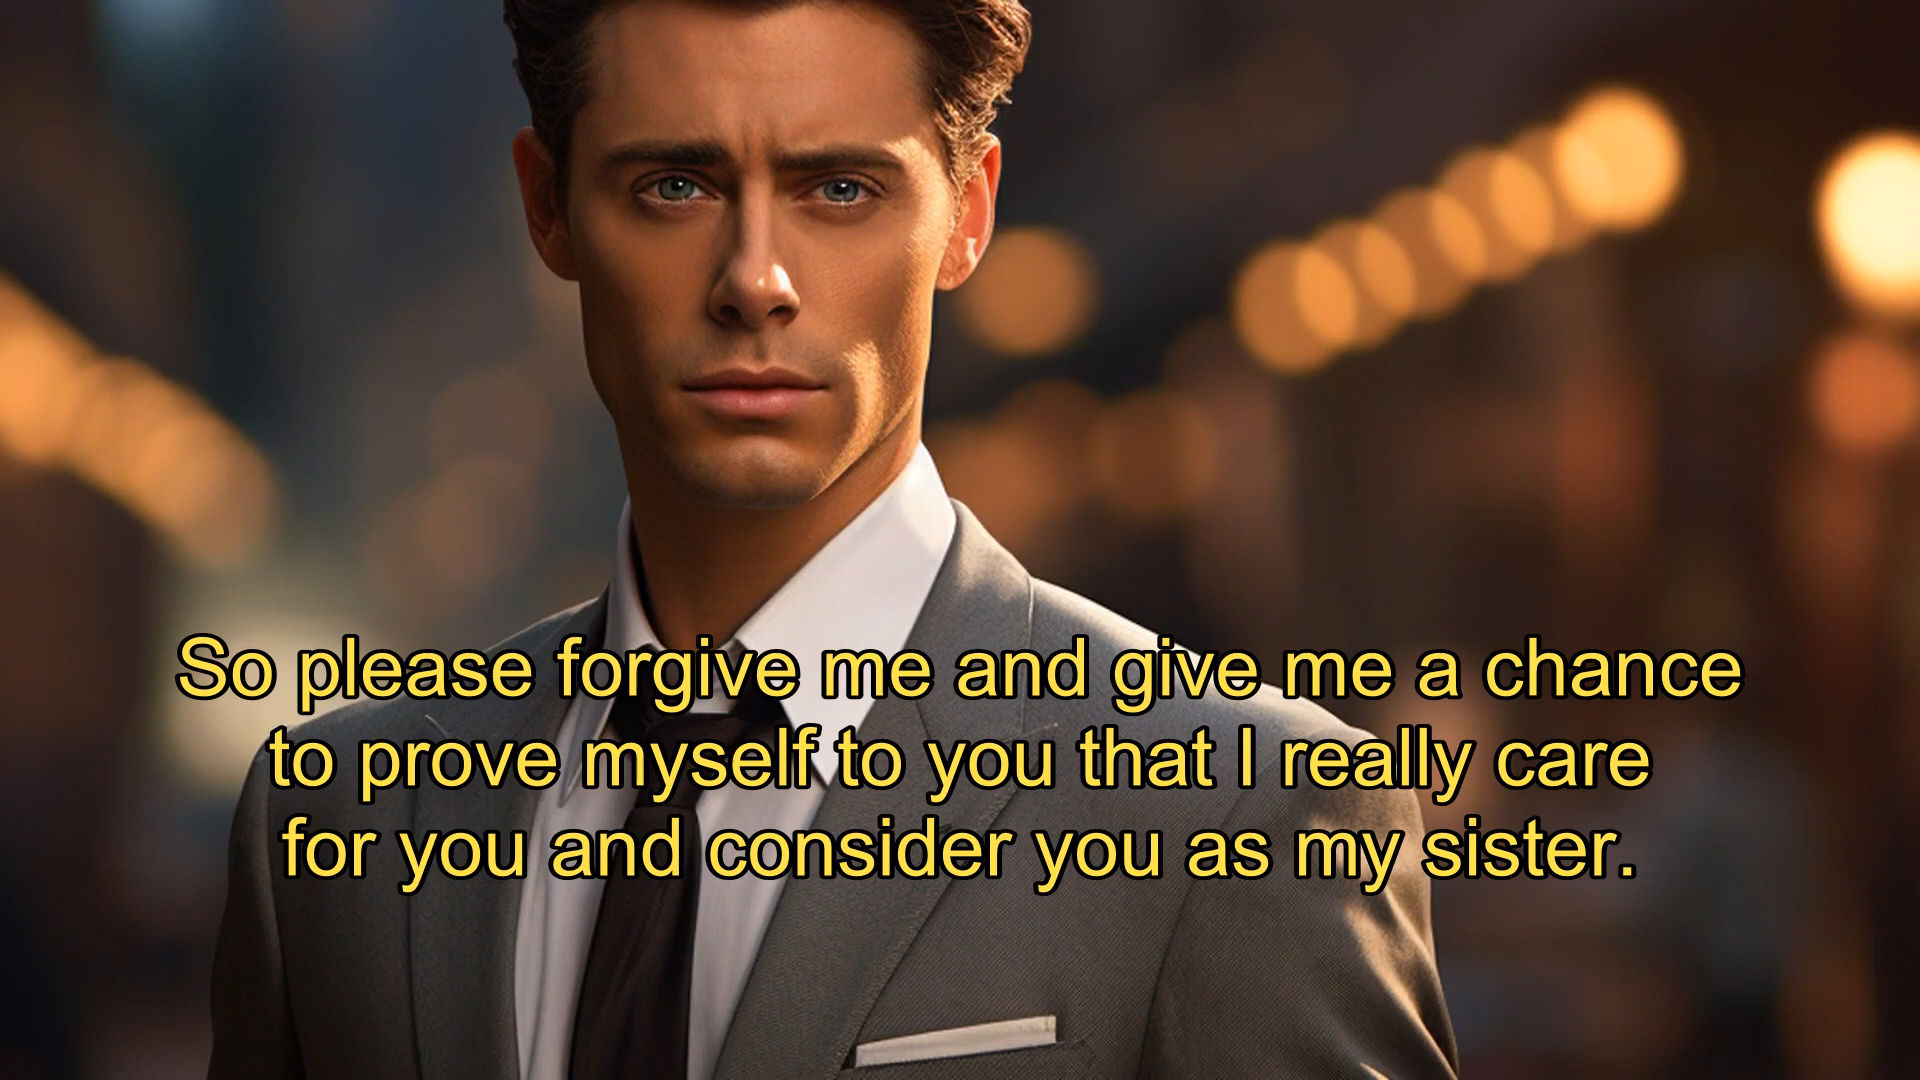 So please forgive me and give me a chance
to prove myself to you that I really care
for you and consider you as my sister.